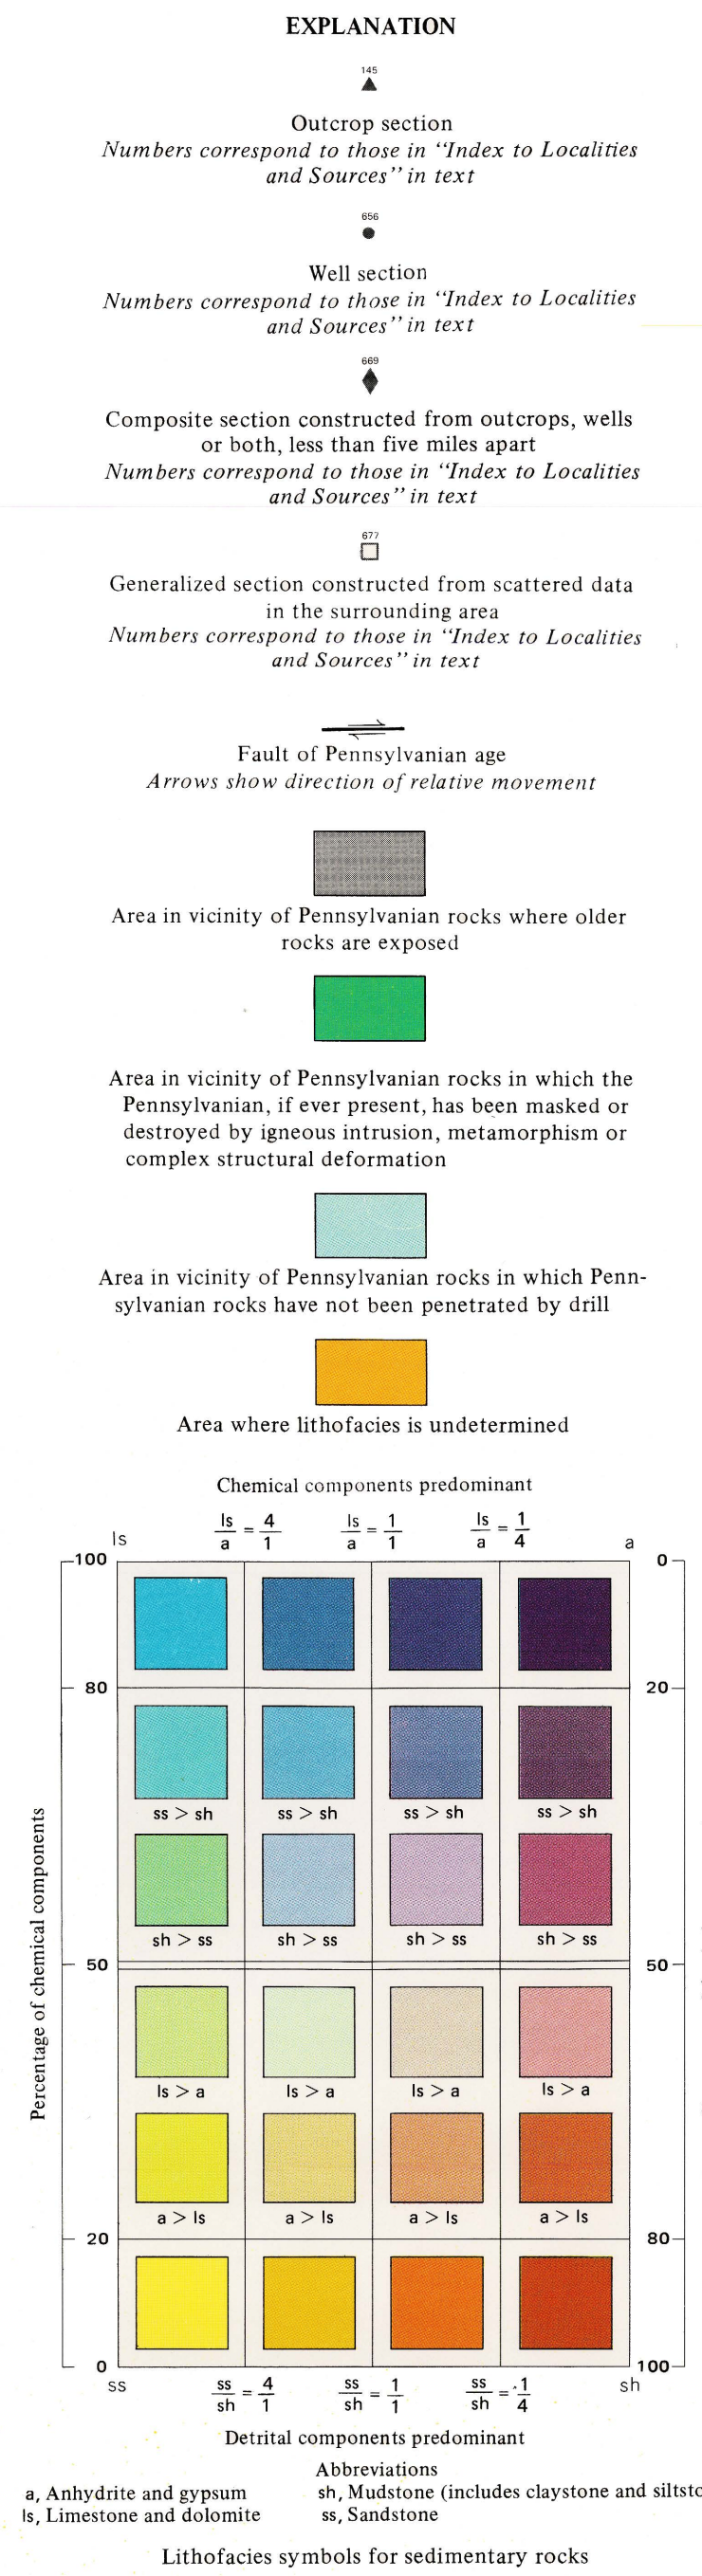 EXPLANATION
145
Outcrop section
Numbers correspond to those in “Index to Localities
and Sources” in text
656
Well section
Numbers correspond to those in “Index to Localities
and Sources” in text
669
Composite section constructed from outcrops, wells
or both, less than five miles apart
Numbers correspond to those in “Index to Localities
and Sources” in text
677
Generalized section constructed from scattered data
in the surrounding area
Numbers correspond to those in “Index to Localities
and Sources” in text
Fault of Pennsylvanian age
Arrows show direction of relative movement
Area in vicinity of Pennsylvanian rocks where older
rocks are exposed
Area in vicinity of Pennsylvanian rocks in which the
Pennsylvanian, if ever present, has been masked or
destroyed by igneous intrusion, metamorphism or
complex structural deformation
Area in vicinity of Pennsylvanian rocks in which Penn-
sylvanian rocks have not been penetrated by drill
Area where lithofacies is undetermined
Chemical components predominant
ls ls/a = 4/1 ls/a = 1/1 ls/a = 1/4 a
100 0
80 20
ss > sh ss > sh ss > sh ss > sh
sh > ss sh > ss sh > ss sh > ss
50 50
Percentage of chemical components
ls > a ls > a ls > a ls > a
a > ls a > ls a > ls a > ls
20 80
0 100
ss ss/sh = 4/1 ss/sh = 1/1 ss/sh = 1/4 sh
Detrital components predominant
Abbreviations
a, Anhydrite and gypsum sh, Mudstone (includes claystone and siltsto
ls, Limestone and dolomite ss, Sandstone
Lithofacies symbols for sedimentary rocks